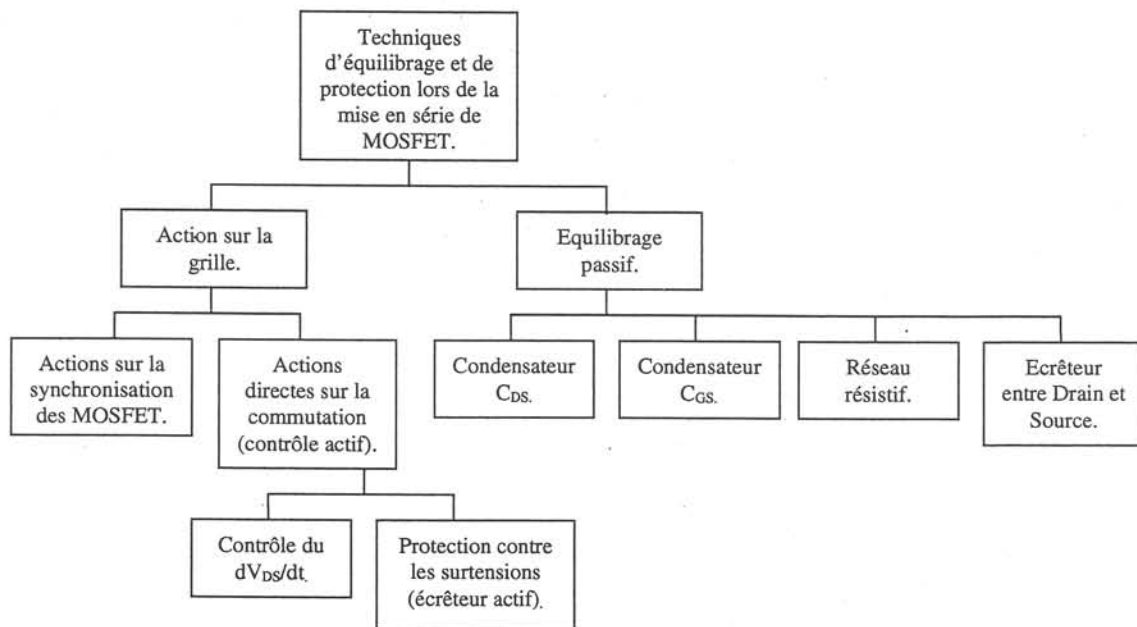 Techniques
d'équilibrage et de
protection lors de la
mise en série de
MOSFET.
Action sur la
grille.
Equilibrage
passif.
Actions sur la
synchronisation
des MOSFET.
Actions
directes sur la
commutation
(contrôle actif).
Condensateur
CDS.
Condensateur
CGS.
Réseau
résistif.
Ecrêteur
entre Drain et
Source.
Contrôle du
dVDS/dt.
Protection contre
les surtensions
(écrêteur actif).